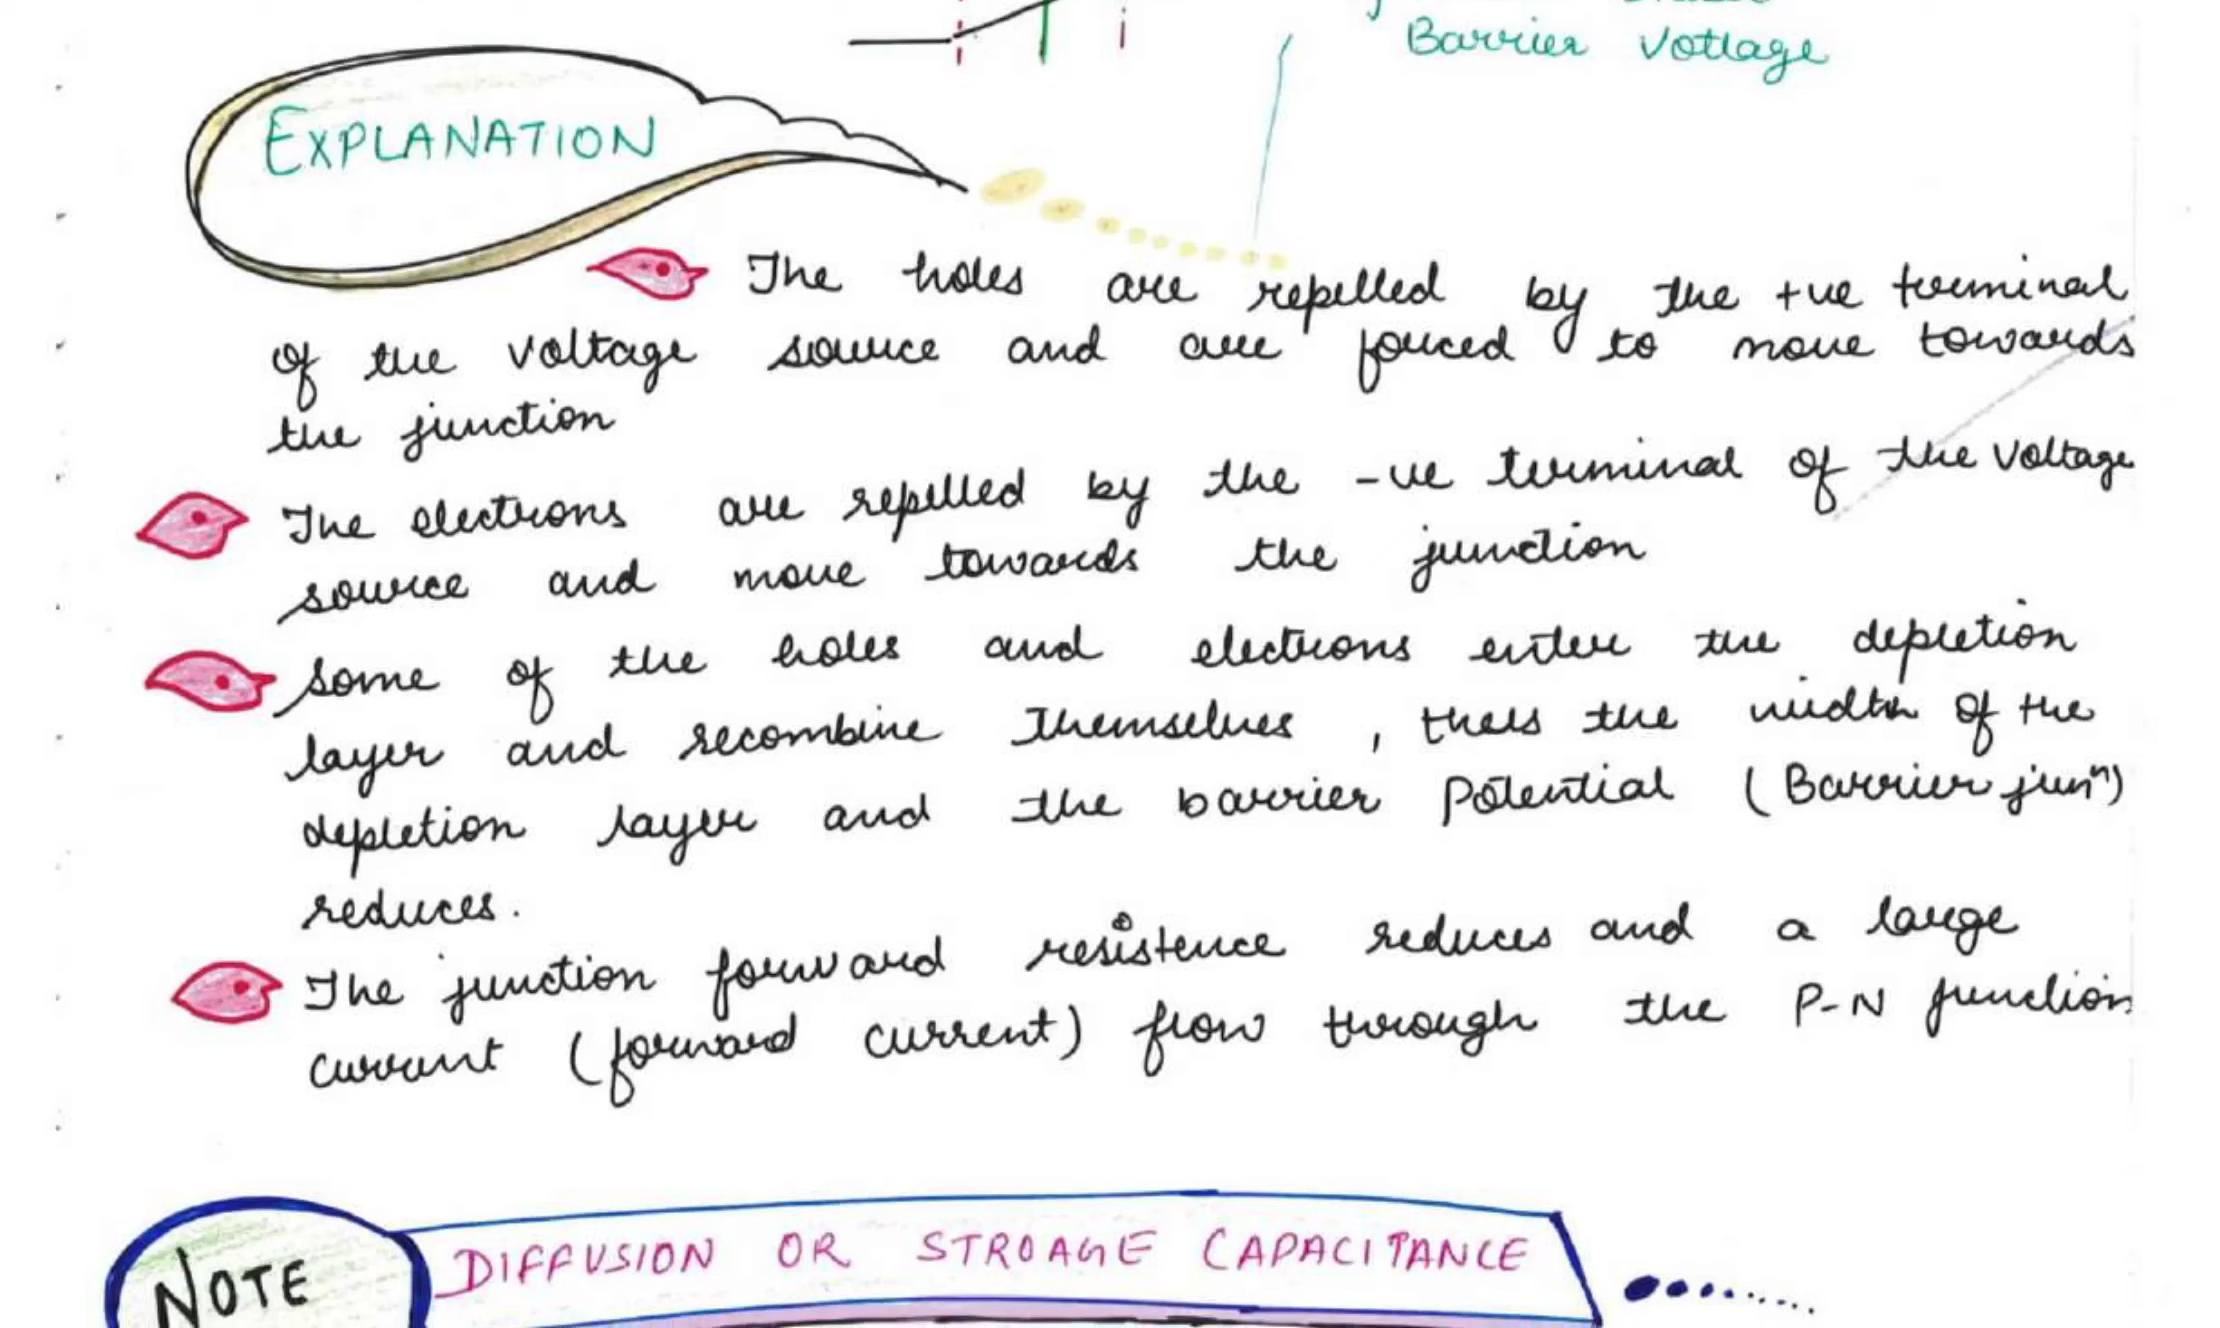 Barrier Votlage
EXPLANATION
The holes are repelled by the +ve terminal
of the voltage source and are forced to move towards
the junction
The electrons are repelled by the -ve terminal of the voltage
source and move towards the junction
Some of the holes and electrons enter the depletion
layer and recombine Themselves, thus the width of the
depletion layer and the barrier Potential (Barrier junⁿ)
reduces.
The junction forward resistence reduces and a large
current (forward current) flow through the P-N junction
NOTE
DIFFUSION OR STROAGE CAPACITANCE